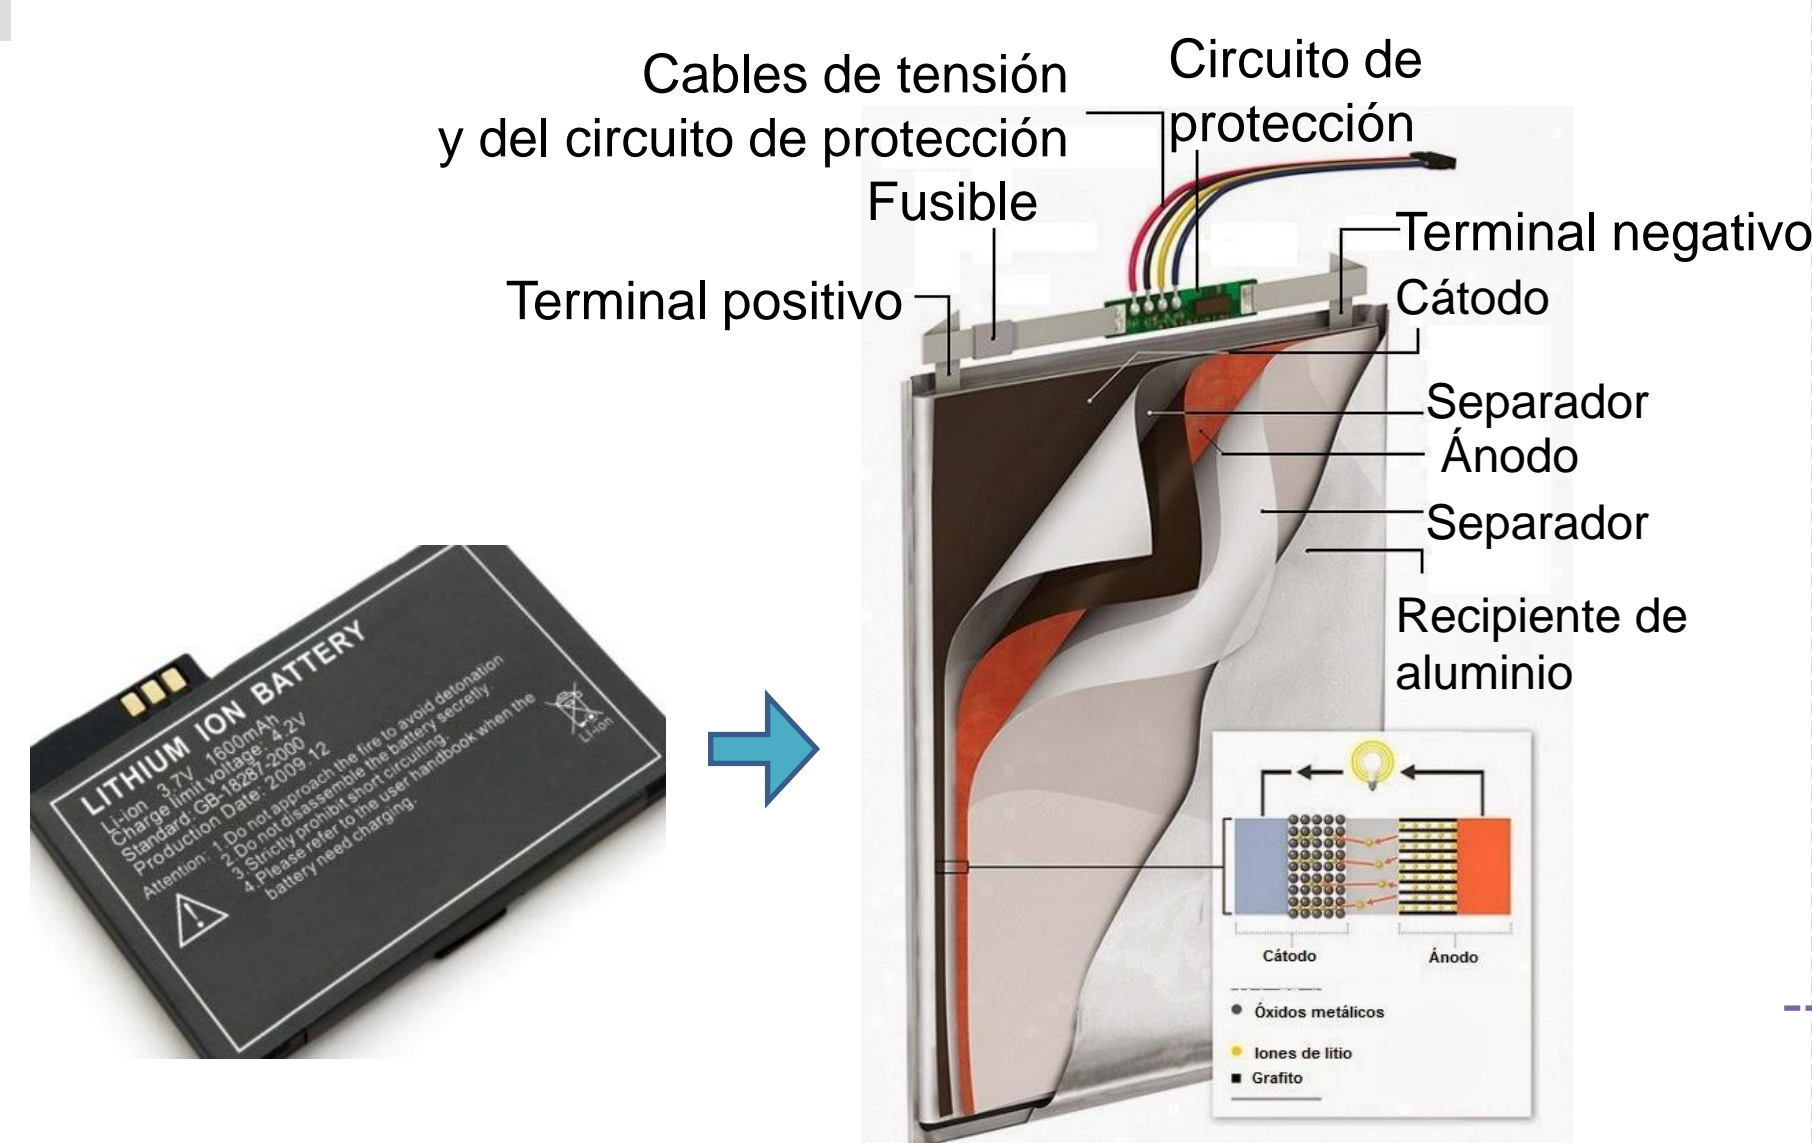 Cables de tensión
y del circuito de protección
Circuito de
protección
Fusible
Terminal negativo
Terminal positivo
Cátodo
Separador
Ánodo
Separador
Recipiente de
aluminio
LITHIUM ION BATTERY
Li-ion 3.7V 1600mAh
Charge limit voltage: 4.2V
Standard: GB-18287-2000
Production Date: 2009.12
Attention: 1.Do not approach the fire to avoid detonation
2.Do not disassemble the battery secretly.
3.Strictly prohibit short circuiting.
4.Please refer to the user handbook when the
battery need charging.
Li-ion
Cátodo
Ánodo
Óxidos metálicos
Iones de litio
Grafito